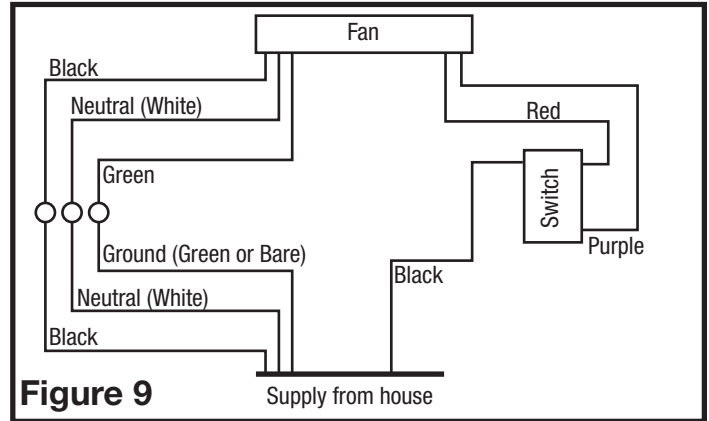 Fan
Black
Neutral (White)
Red
Green
Switch
Purple
Ground (Green or Bare)
Black
Neutral (White)
Black
Figure 9
Supply from house